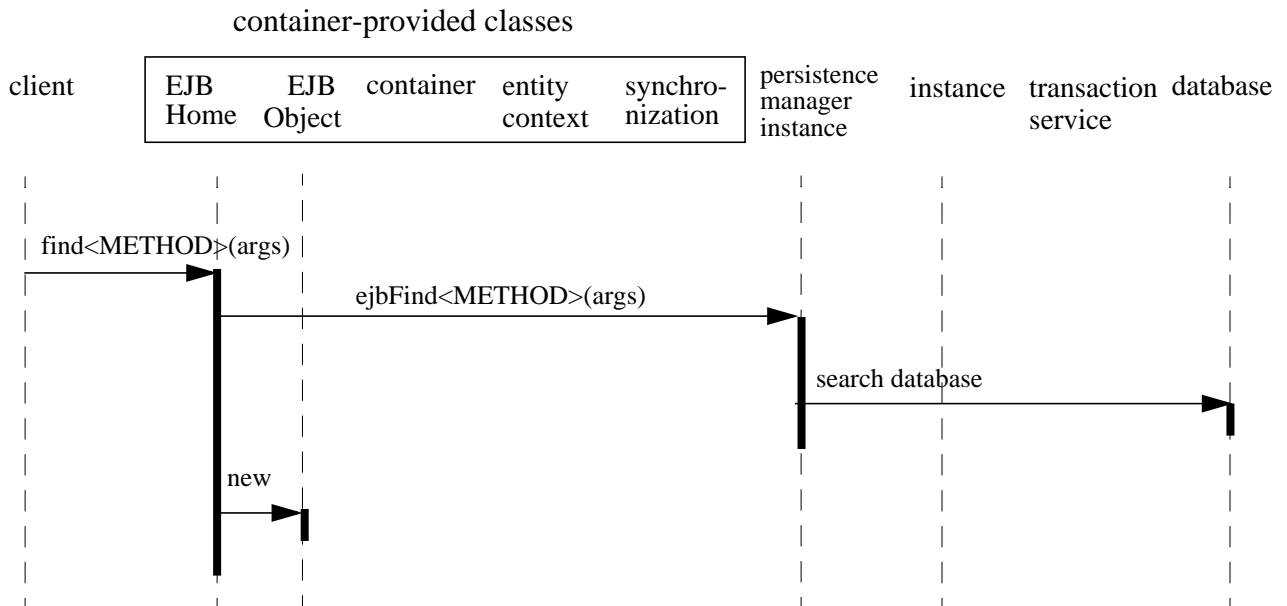 container-provided classes
client
EJB
Home
EJB
Object
container
entity
context
synchro-
nization
persistence
manager
instance
instance
transaction
service
database
find<METHOD>(args)
ejbFind<METHOD>(args)
search database
new